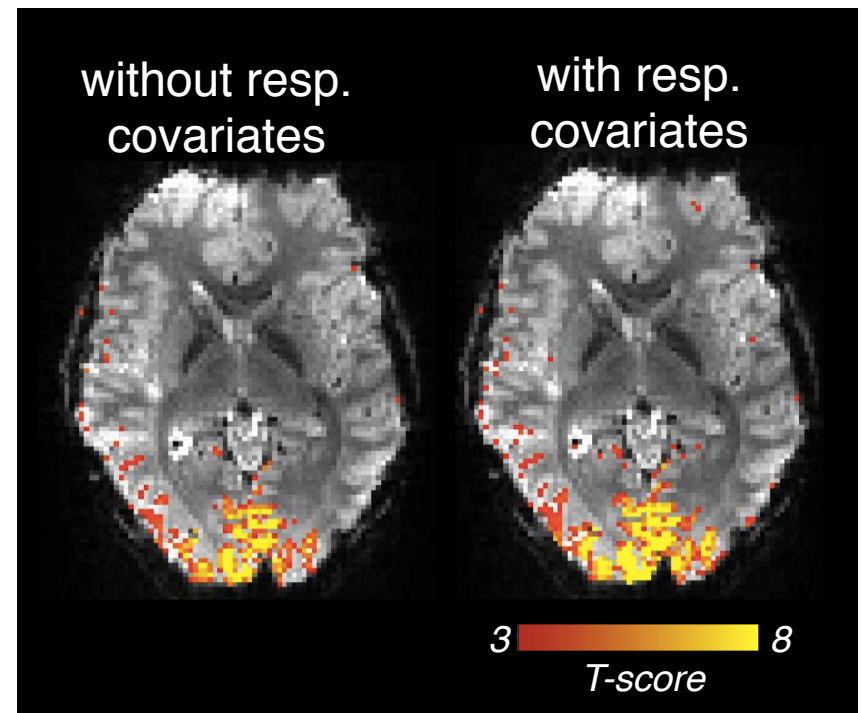 without resp.
covariates
with resp.
covariates
3
8
T-score